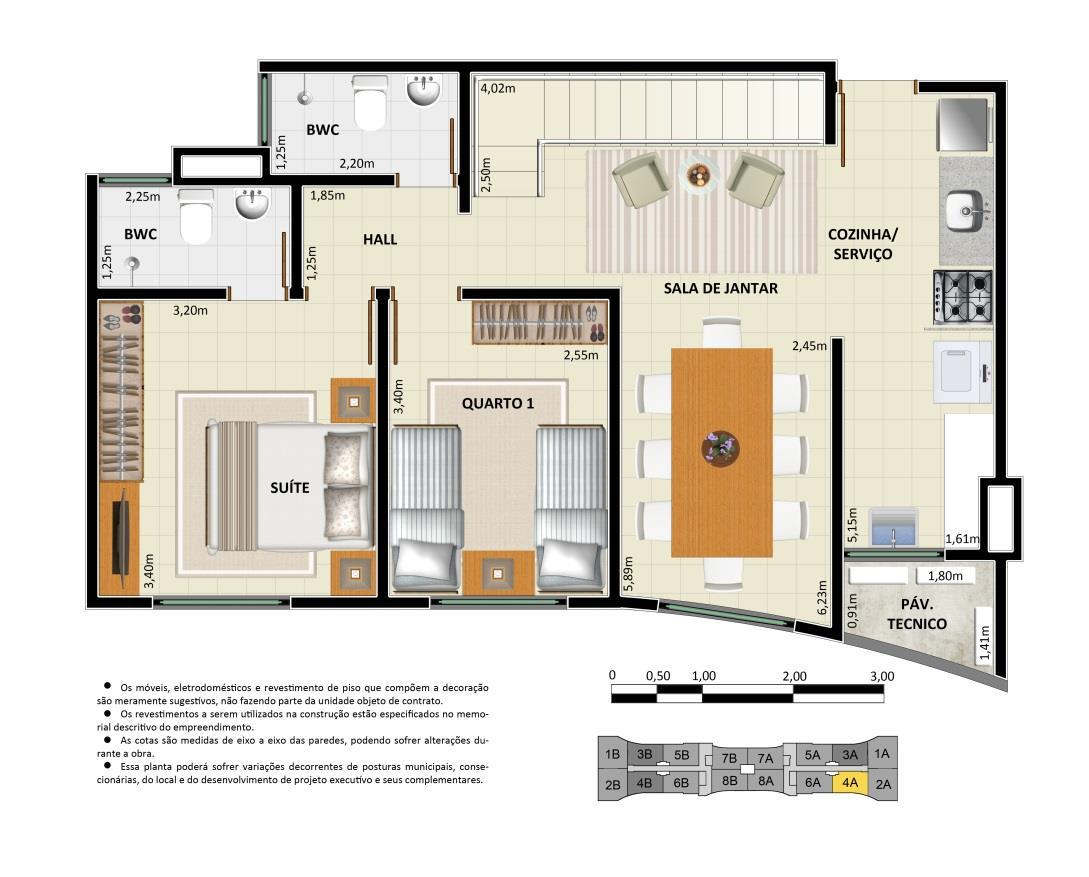 4,02m
BWC
1,25m
2,20m
2,50m
2,25m
1,85m
BWC
HALL
COZINHA/
SERVIÇO
1,25m
1,25m
SALA DE JANTAR
3,20m
2,45m
2,55m
3,40m
QUARTO 1
SUÍTE
5,15m
1,61m
3,40m
5,89m
6,23m
1,80m
0,91m
PÁV.
TECNICO
1,41m
0 0,50 1,00 2,00 3,00
● Os móveis, eletrodomésticos e revestimento de piso que compõem a decoração
são meramente sugestivos, não fazendo parte da unidade objeto de contrato.
● Os revestimentos a serem utilizados na construção estão especificados no memo-
rial descritivo do empreendimento.
● As cotas são medidas de eixo a eixo das paredes, podendo sofrer alterações du-
rante a obra.
● Essa planta poderá sofrer variações decorrentes de posturas municipais, conse-
cionárias, do local e do desenvolvimento de projeto executivo e seus complementares.
1B 3B 5B 7B 7A 5A 3A 1A
2B 4B 6B 8B 8A 6A 4A 2A